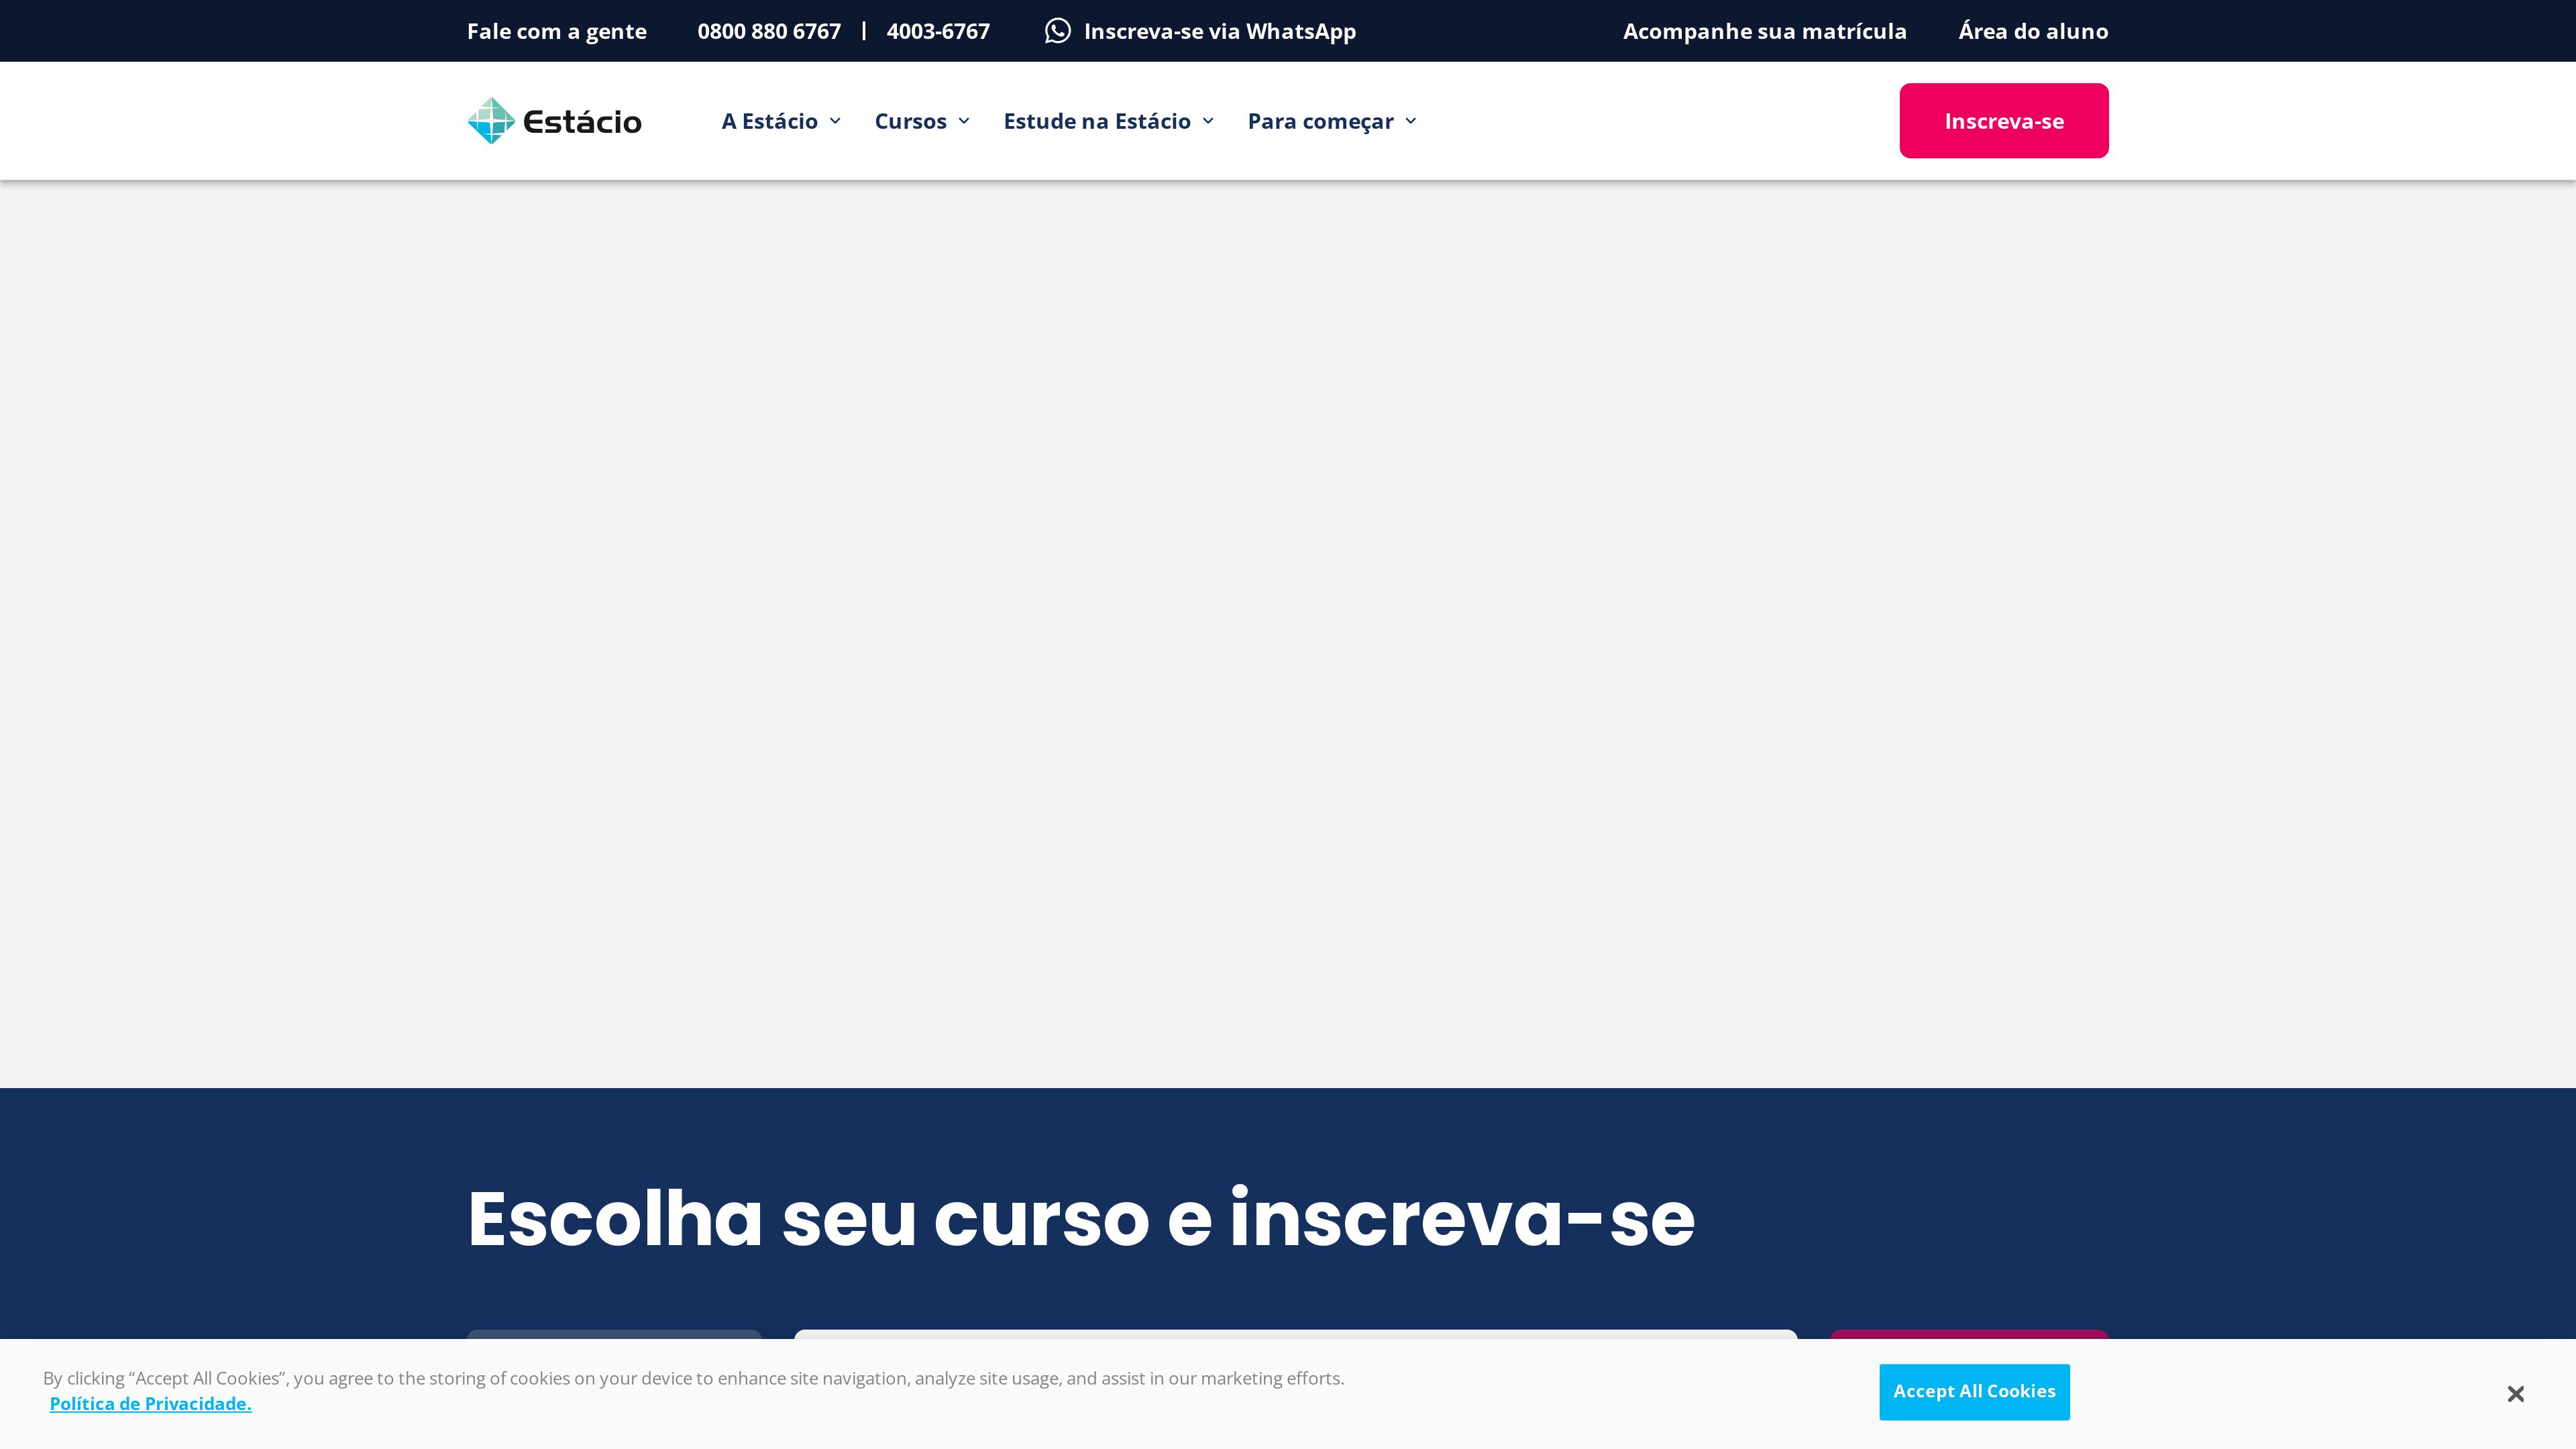 Fale com a gente 0800 880 6767 | 4003-6767 Inscreva-se via WhatsApp Acompanhe sua matrícula Área do aluno
Estácio A Estácio Cursos Estude na Estácio Para começar Inscreva-se
Escolha seu curso e inscreva-se
By clicking “Accept All Cookies”, you agree to the storing of cookies on your device to enhance site navigation, analyze site usage, and assist in our marketing efforts.
Política de Privacidade.
Accept All Cookies